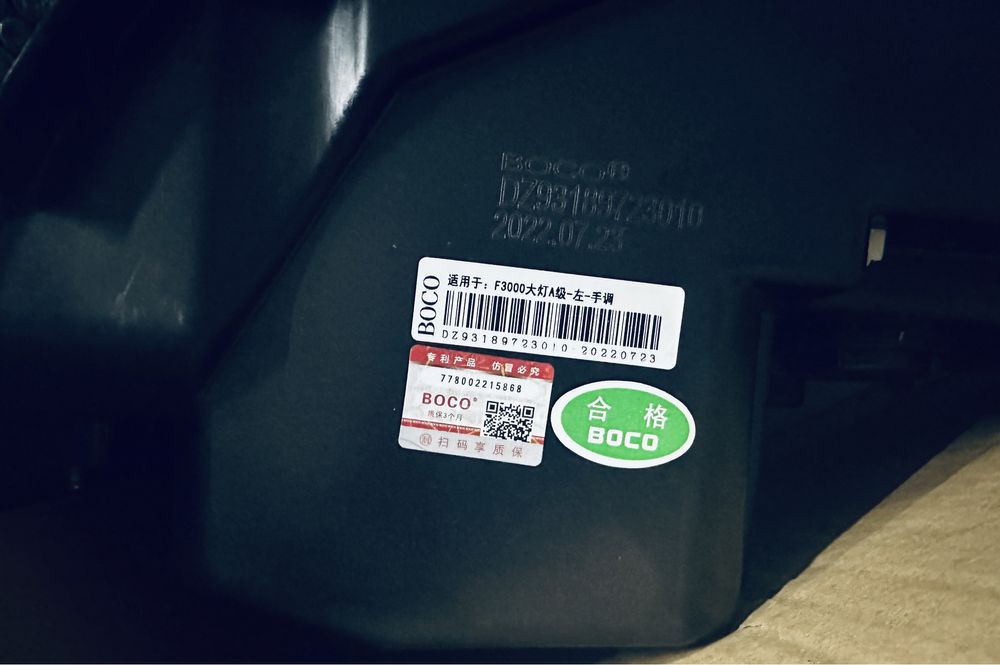 BOCO®
DZ93189723010
2022.07.23
BOCO
适用于：F3000大灯A级-左-手调
DZ93189723010-20220723
专利产品 仿冒必究
778002215868
BOCO®
质保3个月
扫码享质保
合格
BOCO